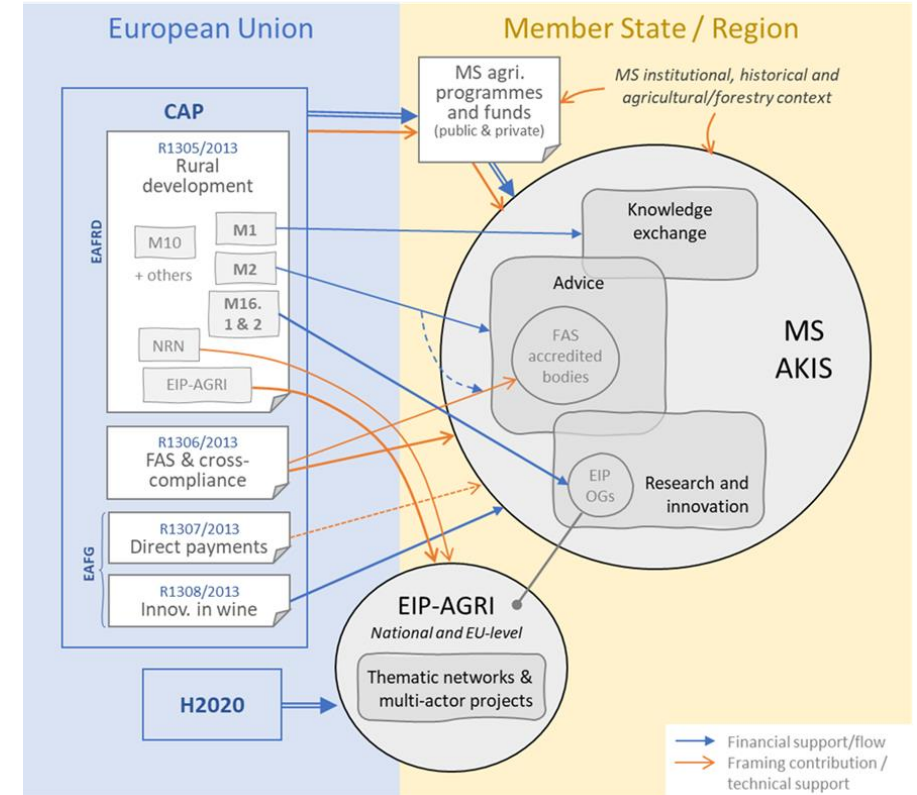 European Union
Member State / Region
CAP
R1305/2013
Rural
development
EAFRD
M10
+ others
M1
M2
M16.
1 & 2
NRN
EIP-AGRI
R1306/2013
FAS & cross-
compliance
EAFG
R1307/2013
Direct payments
R1308/2013
Innov. in wine
H2020
MS agri.
programmes
and funds
(public & private)
MS institutional, historical and
agricultural/forestry context
Knowledge
exchange
Advice
FAS
accredited
bodies
MS
AKIS
EIP
OGs
Research and
innovation
EIP-AGRI
National and EU-level
Thematic networks &
multi-actor projects
Financial support/flow
Framing contribution /
technical support